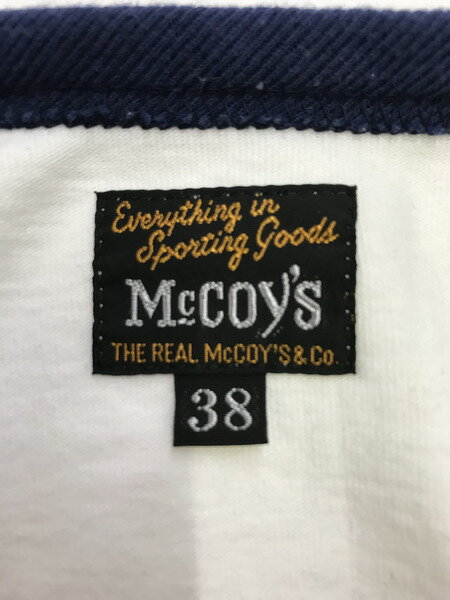 Everything in
Sporting Goods
McCOY'S
THE REAL McCOY'S & Co.
38